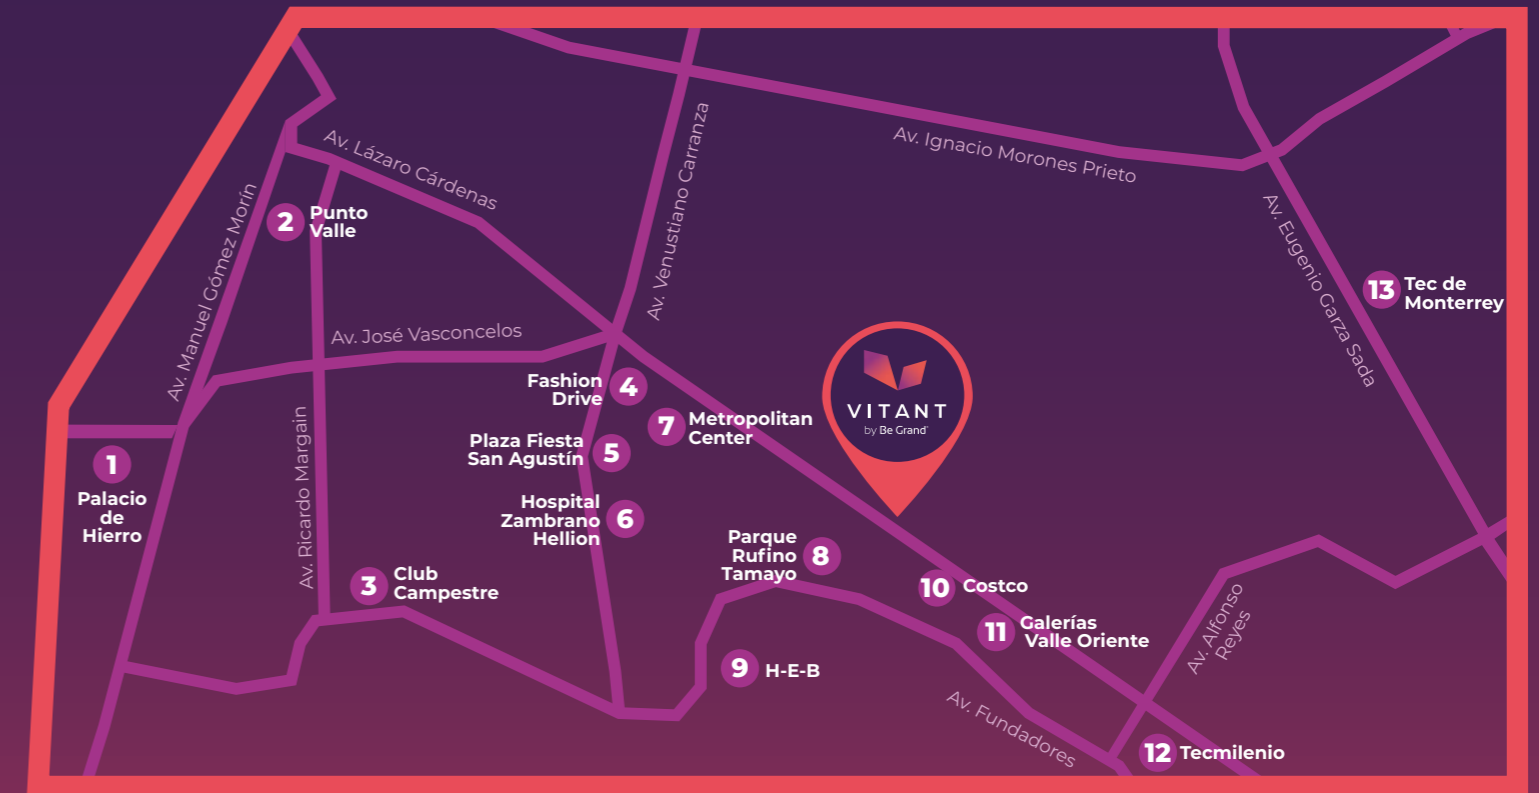 Av. Lázaro Cárdenas
Av. Venustiano Carranza
Av. Ignacio Morones Prieto
Av. Manuel Gómez Morín
2 Punto
Valle
Av. Eugenio Garza Sada
13 Tec de
Monterrey
Av. José Vasconcelos
Fashion
Drive
4
7 Metropolitan
Center
VITANT
by Be Grand®
Plaza Fiesta
San Agustín
5
1
Palacio
de
Hierro
Av. Ricardo Margain
Hospital
Zambrano
Hellion
6
3 Club
Campestre
Parque
Rufino
Tamayo
8
10 Costco
11 Galerías
Valle Oriente
9 H-E-B
Av. Alfonso
Reyes
Av. Fundadores
12 Tecmilenio